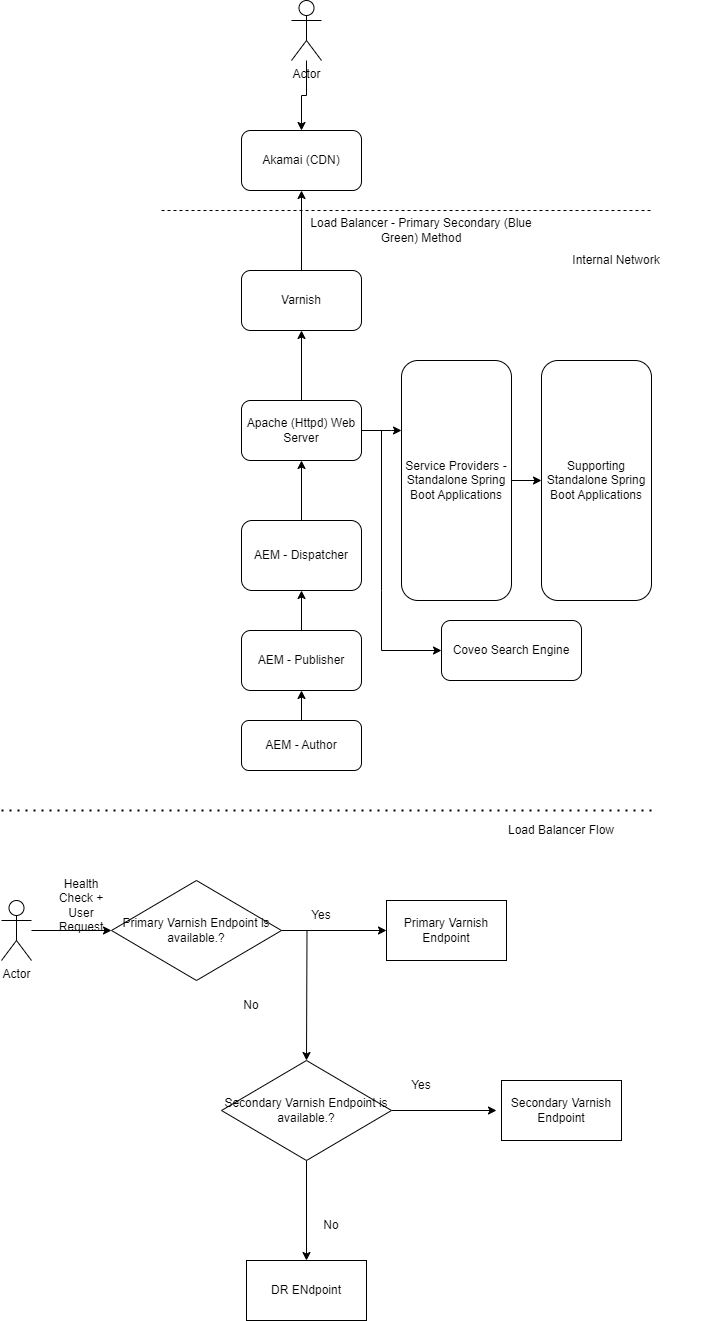 Actor
Akamai (CDN)
Load Balancer - Primary Secondary (Blue
Green) Method
Internal Network
Varnish
Apache (Httpd) Web
Server
Service Providers -
Standalone Spring
Boot Applications
Supporting
Standalone Spring
Boot Applications
AEM - Dispatcher
Coveo Search Engine
AEM - Publisher
AEM - Author
Load Balancer Flow
Health
Check +
User
Request
Actor
Primary Varnish Endpoint is
available.?
Yes
Primary Varnish
Endpoint
No
Secondary Varnish Endpoint is
available.?
Yes
Secondary Varnish
Endpoint
No
DR ENdpoint